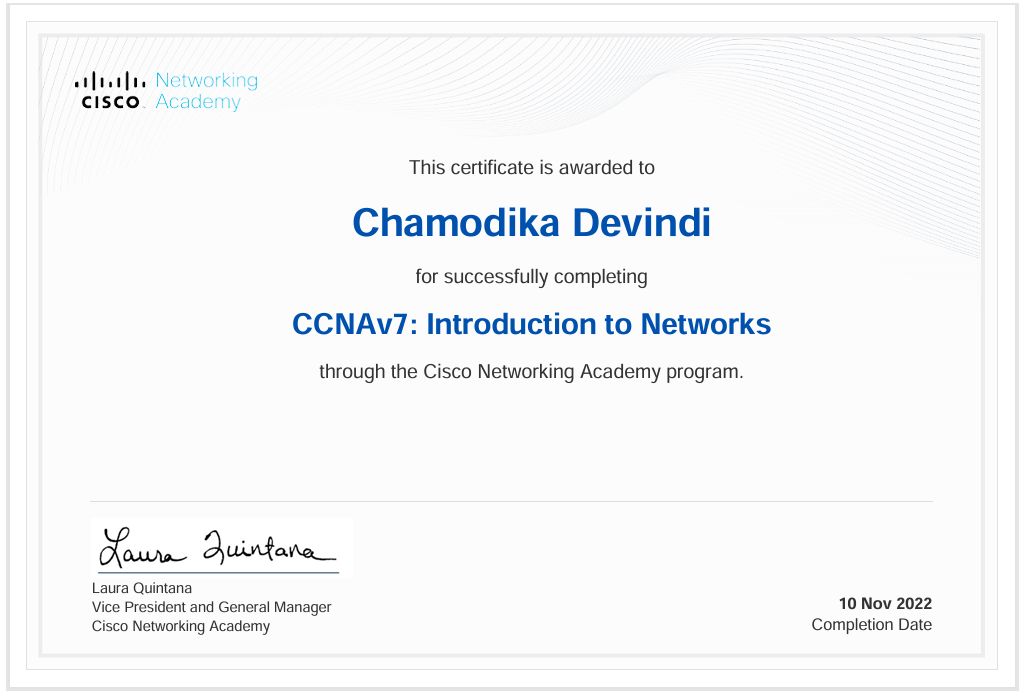 Networking
CISCO Academy
This certificate is awarded to
Chamodika Devindi
for successfully completing
CCNAv7: Introduction to Networks
through the Cisco Networking Academy program.
Laura Quintana
Laura Quintana
Vice President and General Manager
Cisco Networking Academy
10 Nov 2022
Completion Date